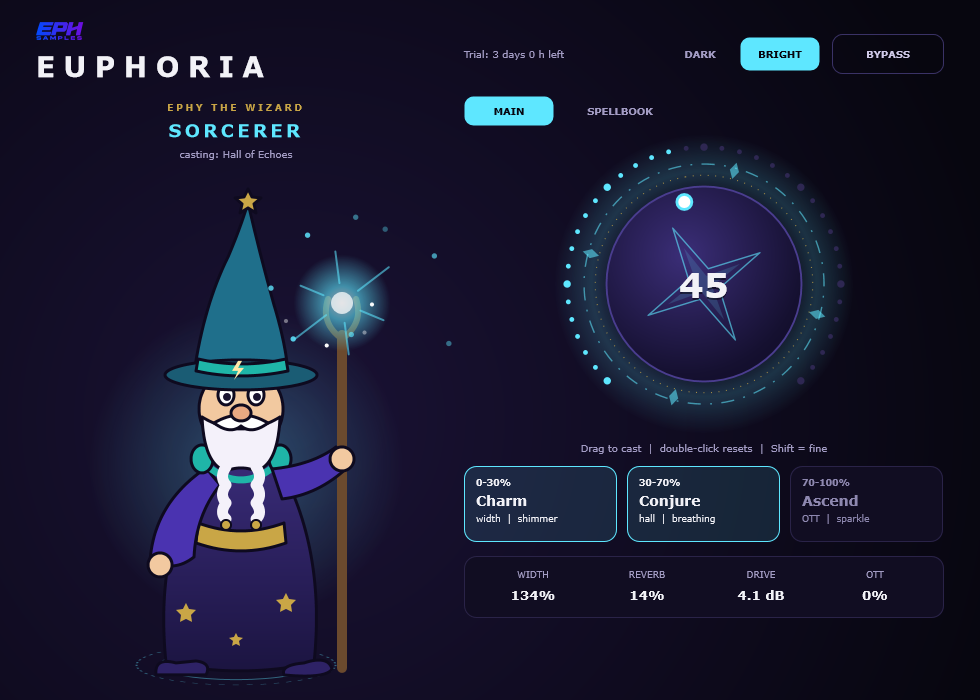 EPH
SAMPLES
EUPHORIA
EPHY THE WIZARD
SORCERER
casting: Hall of Echoes
Trial: 3 days 0 h left
DARK
BRIGHT
BYPASS
MAIN
SPELLBOOK
45
Drag to cast | double-click resets | Shift = fine
0-30%
Charm
width | shimmer
30-70%
Conjure
hall | breathing
70-100%
Ascend
OTT | sparkle
WIDTH
134%
REVERB
14%
DRIVE
4.1 dB
OTT
0%